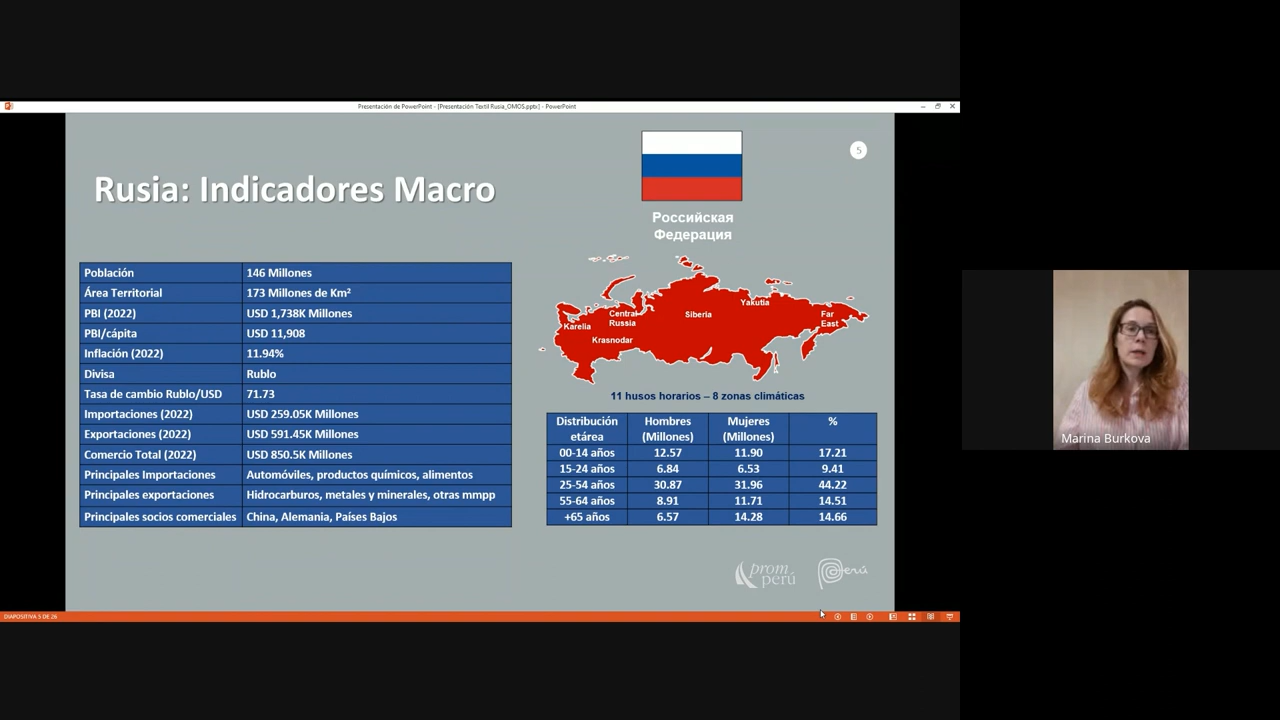 Presentación de PowerPoint - [Presentación Textil Rusia_OMOS.pptx] - PowerPoint
5
Rusia: Indicadores Macro
Российская
Федерация
Población 146 Millones
Área Territorial 173 Millones de Km²
PBI (2022) USD 1,738K Millones
PBI/cápita USD 11,908
Inflación (2022) 11.94%
Divisa Rublo
Tasa de cambio Rublo/USD 71.73
Importaciones (2022) USD 259.05K Millones
Exportaciones (2022) USD 591.45K Millones
Comercio Total (2022) USD 850.5K Millones
Principales Importaciones Automóviles, productos químicos, alimentos
Principales exportaciones Hidrocarburos, metales y minerales, otras mmpp
Principales socios comerciales China, Alemania, Países Bajos
Karelia
Central
Russia
Krasnodar
Siberia
Yakutia
Far
East
11 husos horarios – 8 zonas climáticas
Distribución Hombres Mujeres %
etárea (Millones) (Millones)
00-14 años 12.57 11.90 17.21
15-24 años 6.84 6.53 9.41
25-54 años 30.87 31.96 44.22
55-64 años 8.91 11.71 14.51
+65 años 6.57 14.28 14.66
prom
perú
Perú
DIAPOSITIVA 5 DE 26
Marina Burkova